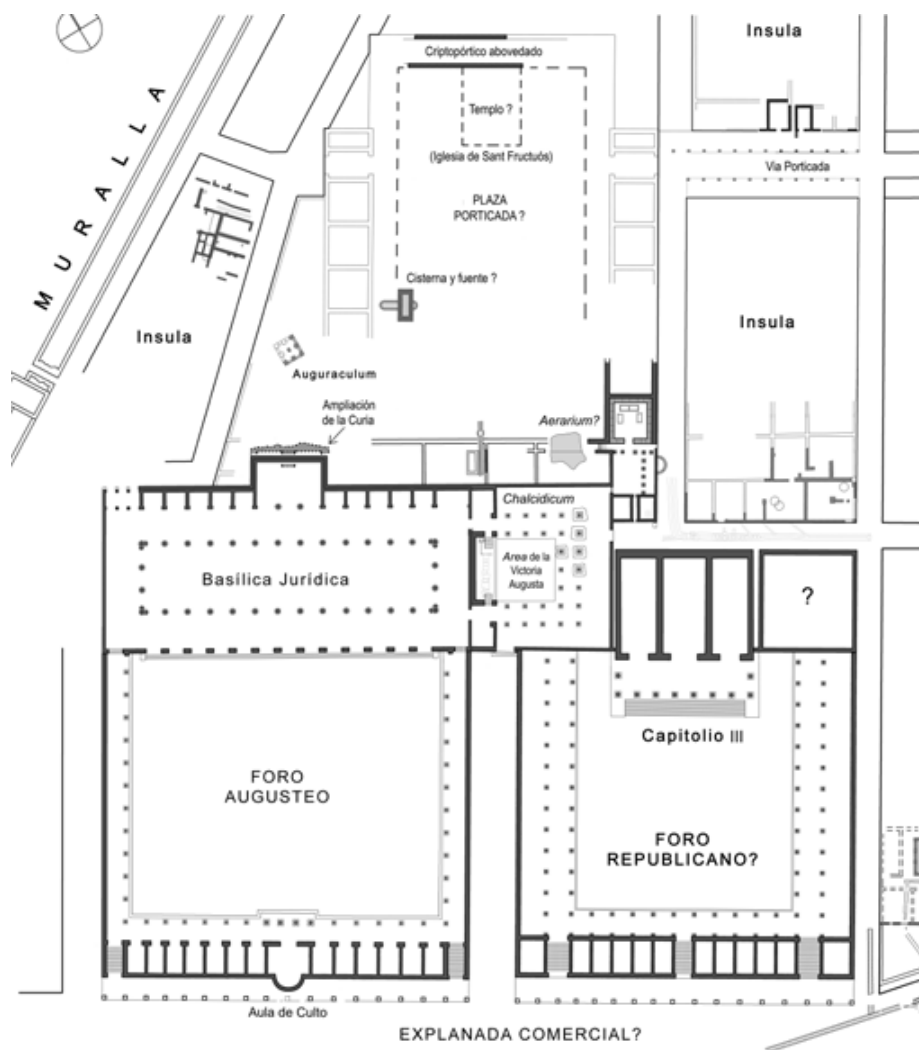 Insula
Criptopórtico abovedado
MURALLA
Templo ?
(Iglesia de Sant Fructuós)
Via Porticada
PLAZA
PORTICADA ?
Cisterna y fuente ?
Insula
Insula
Auguraculum
Ampliación
de la Curia
Aerarium?
Chalcidicum
Basílica Jurídica
Area de la
Victoria
Augusta
?
Capitolio III
FORO
AUGUSTEO
FORO
REPUBLICANO?
Aula de Culto
EXPLANADA COMERCIAL?